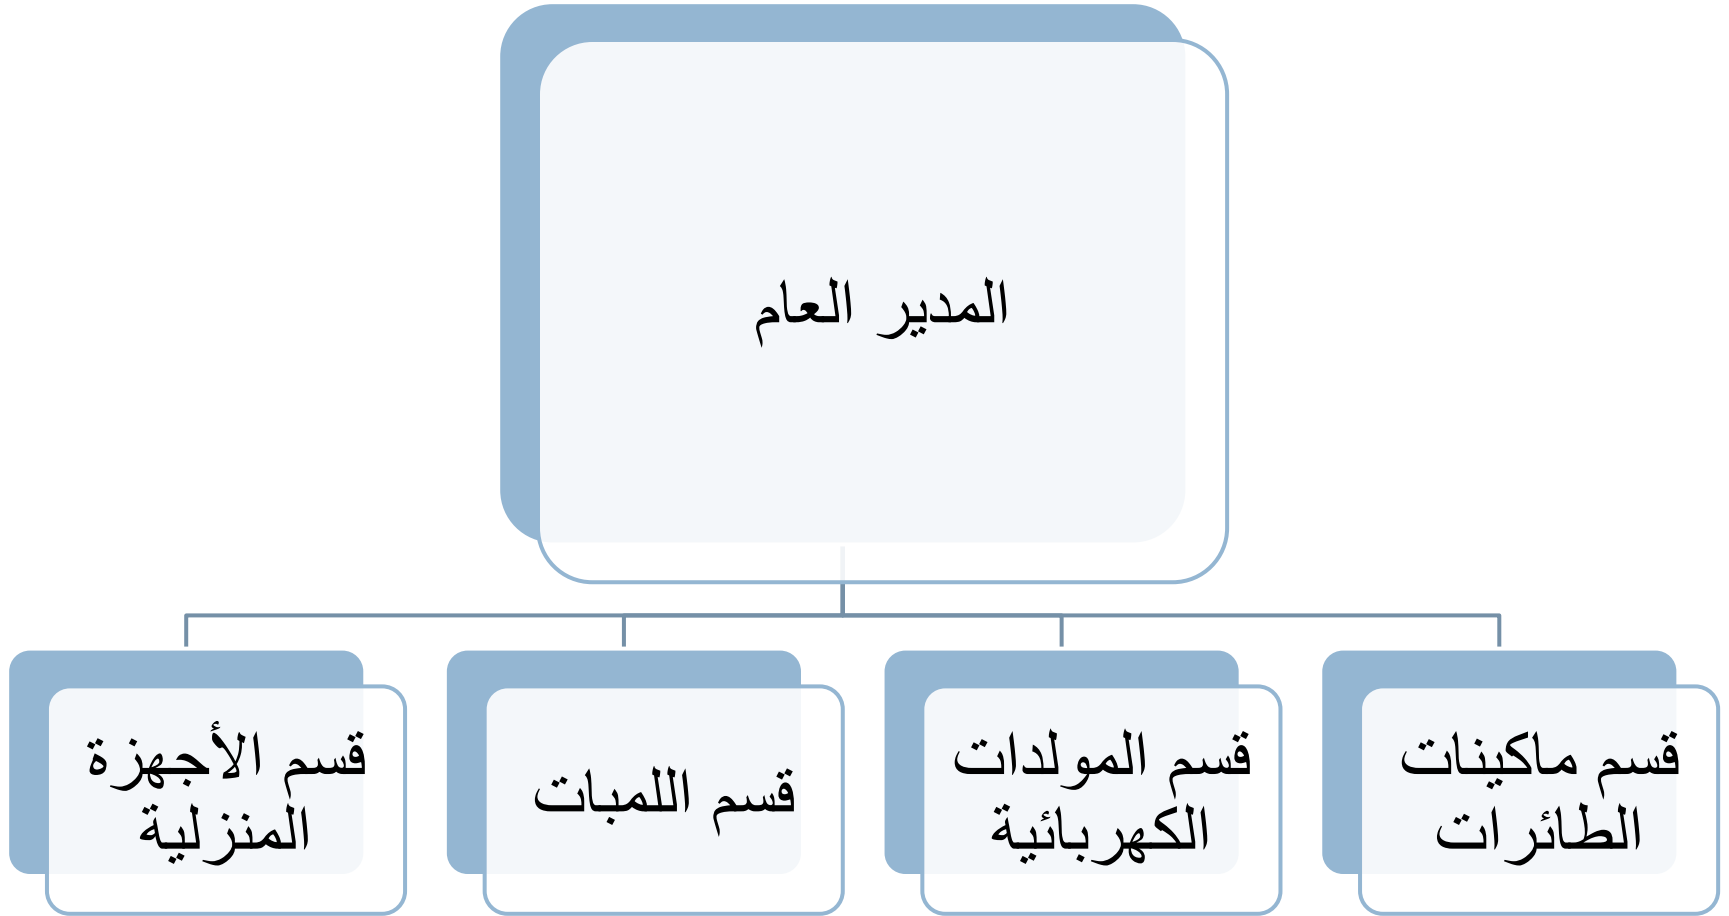 المدير العام
قسم ماكينات
الطائرات
قسم المولدات
الكهربائية
قسم اللمبات
قسم الأجهزة
المنزلية